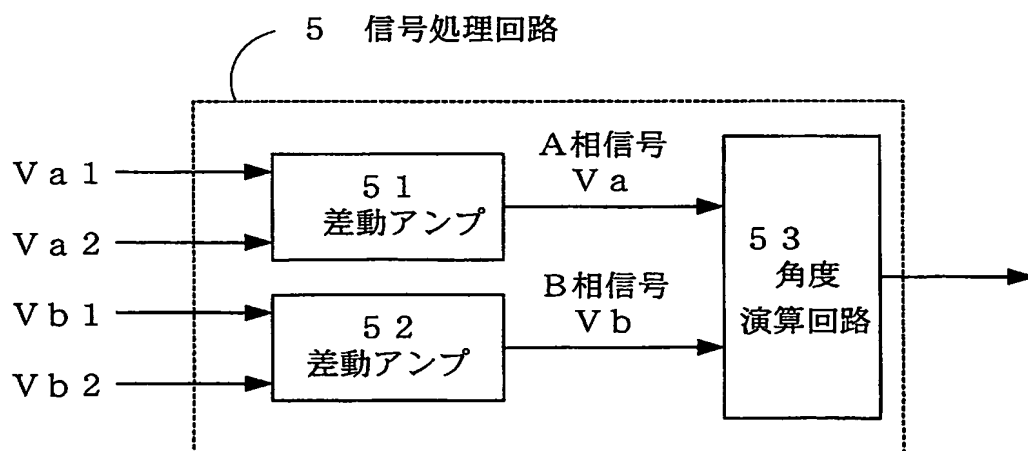 5 信号処理回路
Va1
Va2
Vb1
Vb2
51
差動アンプ
52
差動アンプ
A相信号
Va
B相信号
Vb
53
角度
演算回路